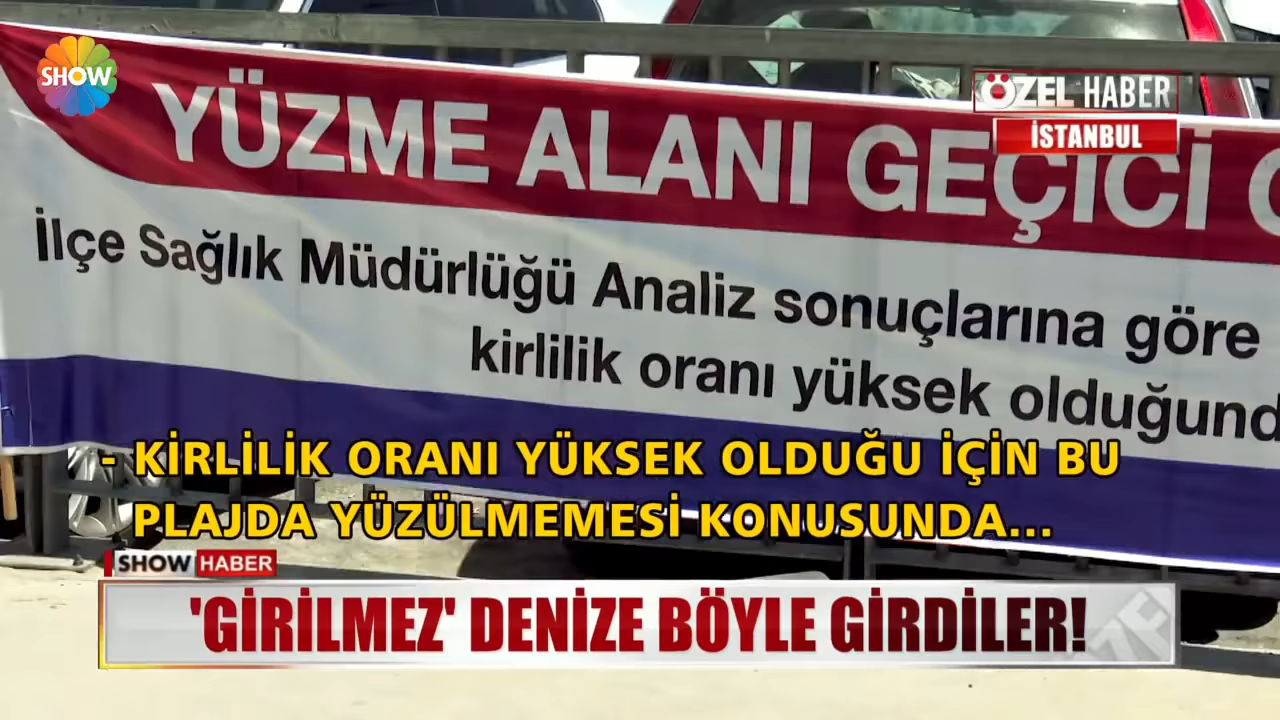 SHOW
ÖZEL HABER
İSTANBUL
YÜZME ALANI GEÇİCİ
İlçe Sağlık Müdürlüğü Analiz sonuçlarına göre
kirlilik oranı yüksek
- KİRLİLİK ORANI YÜKSEK OLDUĞU İÇİN BU
PLAJDA YÜZÜLMEMESİ KONUSUNDA...
SHOW HABER
'GİRİLMEZ' DENİZE BÖYLE GİRDİLER!